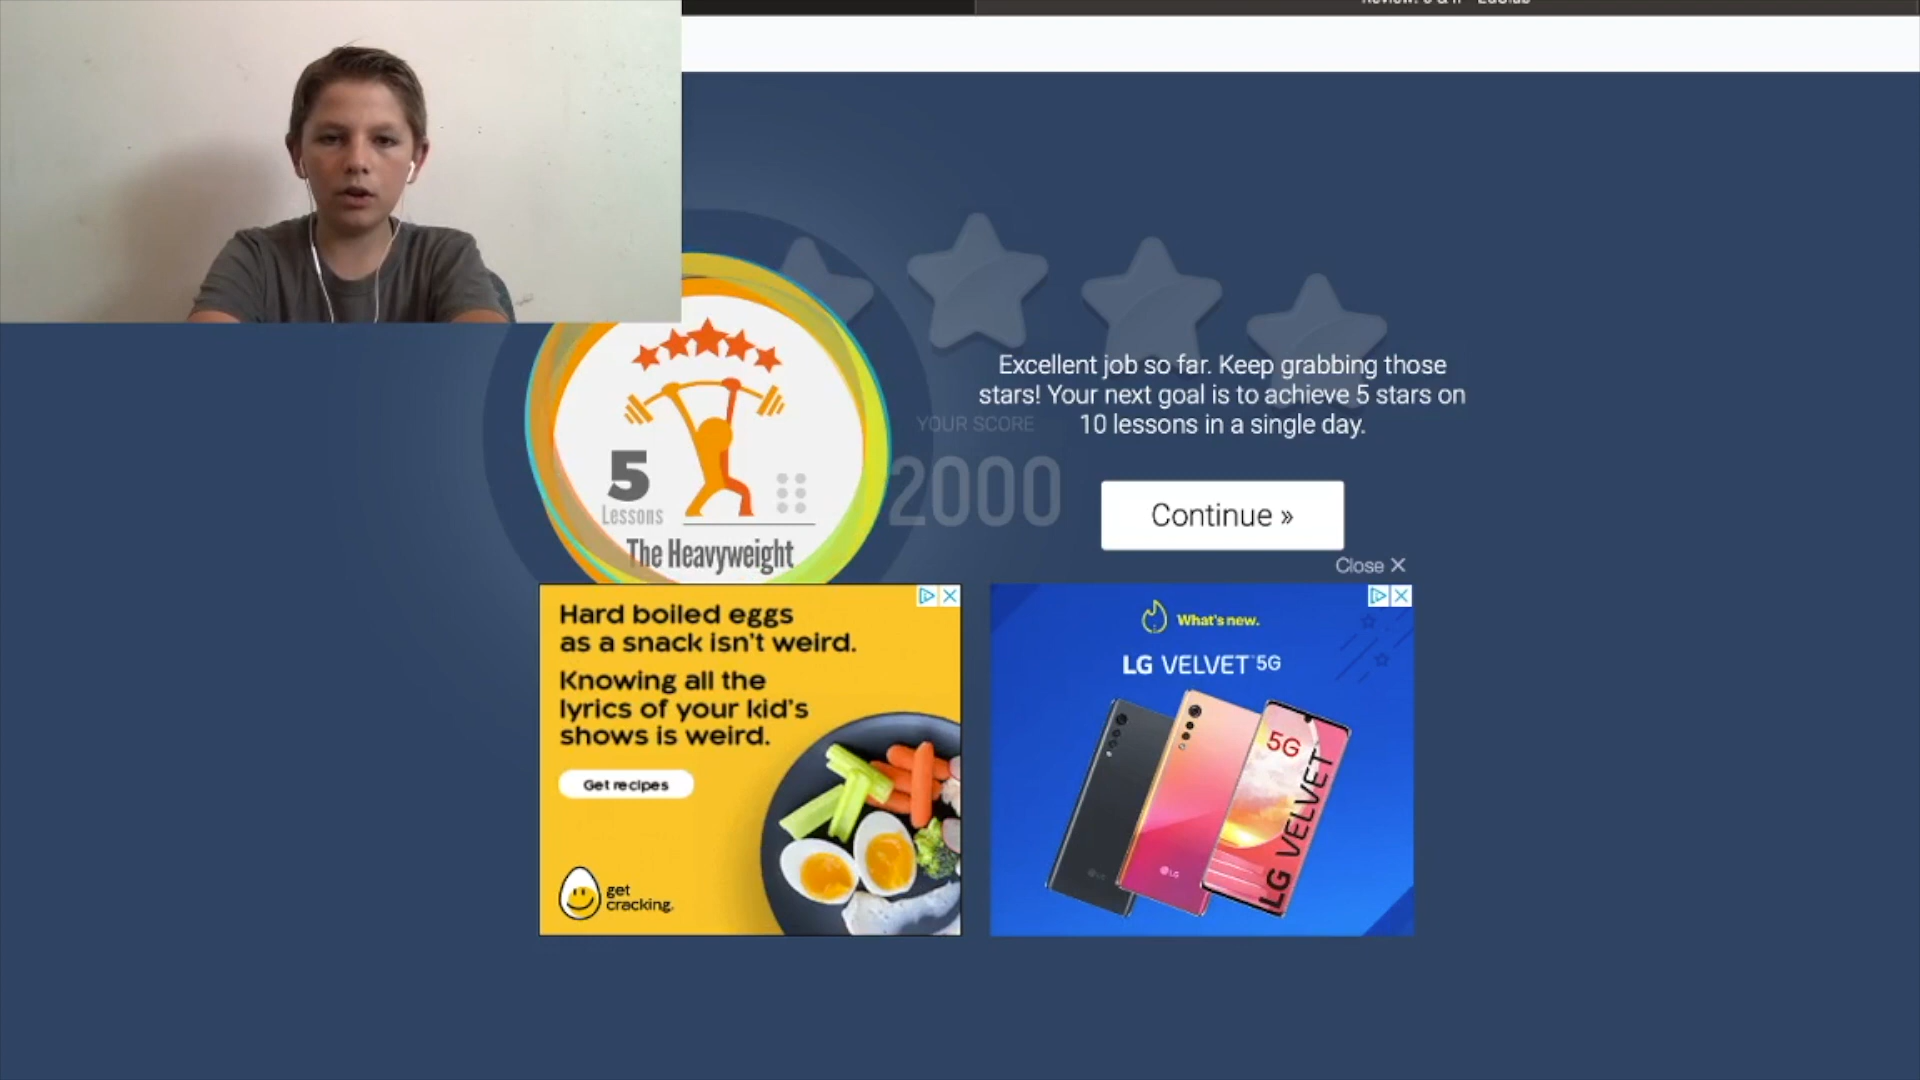 Excellent job so far. Keep grabbing those
stars! Your next goal is to achieve 5 stars on
10 lessons in a single day.
YOUR SCORE
2000
Continue »
Close X
5
Lessons
The Heavyweight
Hard boiled eggs
as a snack isn't weird.
Knowing all the
lyrics of your kid's
shows is weird.
Get recipes
get
cracking.
What's new.
LG VELVET 5G
5G
LG VELVET
LG